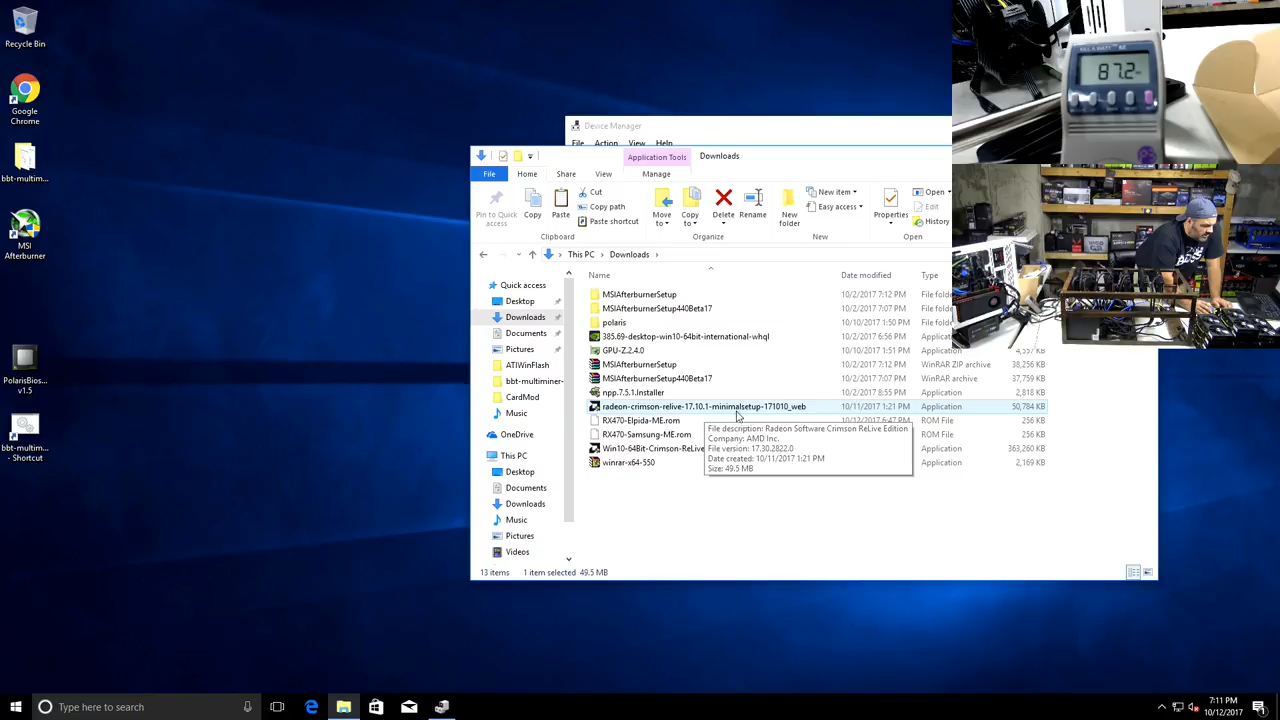 Recycle Bin
Google
Chrome
bbt-multim...
MSI
Afterburner
PolarisBios...
v1.5
bbt-multim...
Shortcut
Device Manager
File Action View Help
Application Tools
Downloads
File
Home
Share
View
Manage
Pin to Quick
access
Copy
Paste
Cut
Copy path
Paste shortcut
Clipboard
Move
to
Copy
to
Delete
Rename
Organize
New
folder
New item
Easy access
New
Properties
Open
Edit
History
Open
This PC > Downloads >
Quick access
Desktop
Downloads
Documents
Pictures
ATIWinFlash
bbt-multiminer-
CardMod
Music
OneDrive
This PC
Desktop
Documents
Downloads
Music
Pictures
Videos
Name Date modified Type
MSIAfterburnerSetup 10/2/2017 7:12 PM File folder
MSIAfterburnerSetup440Beta17 10/2/2017 7:07 PM File folder
polaris 10/10/2017 1:50 PM File folder
385.69-desktop-win10-64bit-international-whql 10/2/2017 6:56 PM Application
GPU-Z.2.4.0 10/10/2017 1:51 PM Application 4,557 KB
MSIAfterburnerSetup 10/2/2017 7:12 PM WinRAR ZIP archive 38,256 KB
MSIAfterburnerSetup440Beta17 10/2/2017 7:07 PM WinRAR archive 37,759 KB
npp.7.5.1.Installer 10/2/2017 8:55 PM Application 2,818 KB
radeon-crimson-relive-17.10.1-minimalsetup-171010_web 10/11/2017 1:21 PM Application 50,784 KB
RX470-Elpida-ME.rom 10/12/2017 6:47 PM ROM File 256 KB
RX470-Samsung-ME.rom ROM File 256 KB
Win10-64Bit-Crimson-ReLive Application 363,260 KB
winrar-x64-550 Application 2,169 KB
File description: Radeon Software Crimson ReLive Edition
Company: AMD Inc.
File version: 17.30.2822.0
Date created: 10/11/2017 1:21 PM
Size: 49.5 MB
13 items 1 item selected 49.5 MB
87.2
Type here to search
7:11 PM
10/12/2017
1